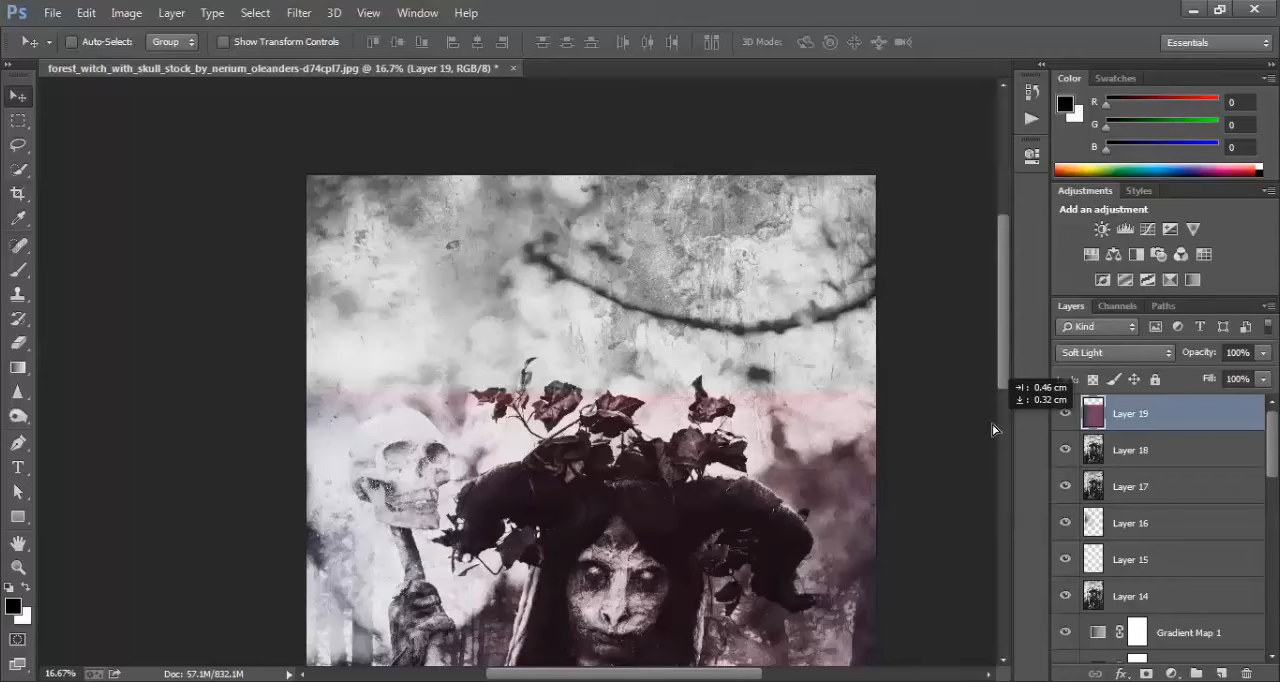 Ps File Edit Image Layer Type Select Filter 3D View Window Help
Auto-Select: Group Show Transform Controls 3D Mode: Essentials
forest_witch_with_skull_stock_by_nerium_oleanders-d74cpf7.jpg @ 16.7% (Layer 19, RGB/8) * ×
Color Swatches
R 0
G 0
B 0
Adjustments Styles
Add an adjustment
Layers Channels Paths
Kind
Soft Light Opacity: 100%
Fill: 100%
→I: 0.46 cm
0.32 cm
Layer 19
Layer 18
Layer 17
Layer 16
Layer 15
Layer 14
Gradient Map 1
T
fx
16.67% Doc: 57.1M/832.1M